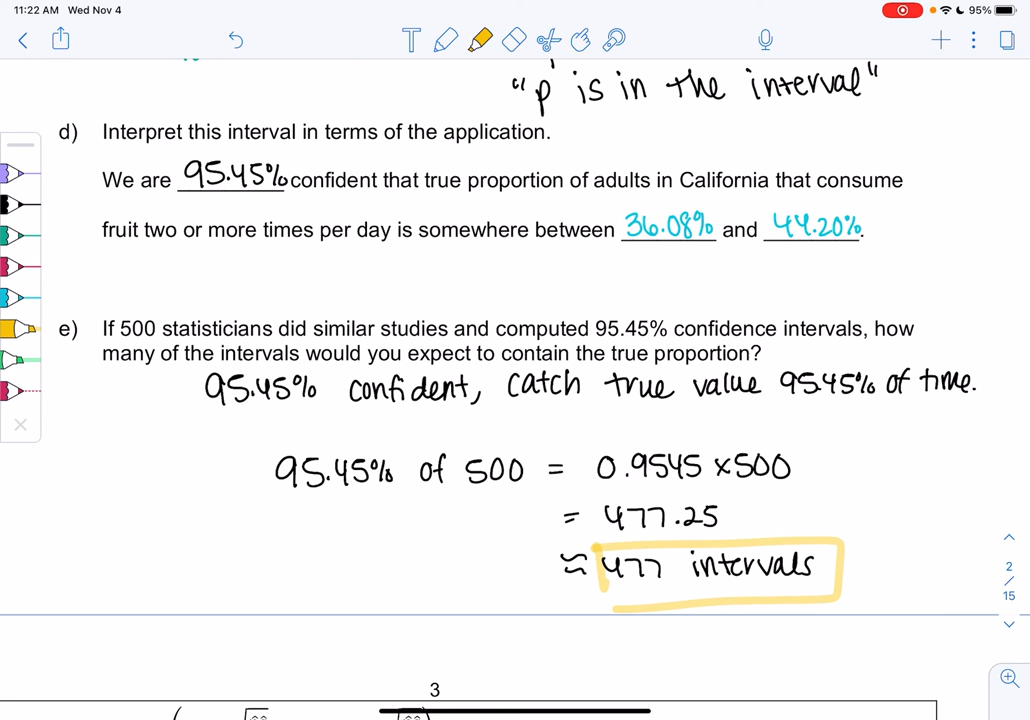 11:22 AM Wed Nov 4
95%
T
"p' is in the interval"
d) Interpret this interval in terms of the application.
We are 95.45% confident that true proportion of adults in California that consume
fruit two or more times per day is somewhere between 36.08% and 44.20%.
e) If 500 statisticians did similar studies and computed 95.45% confidence intervals, how
many of the intervals would you expect to contain the true proportion?
95.45% confident, catch true value 95.45% of time.
95.45% of 500 = 0.9545 x 500
= 477.25
≈ 477 intervals
2
/
15
3